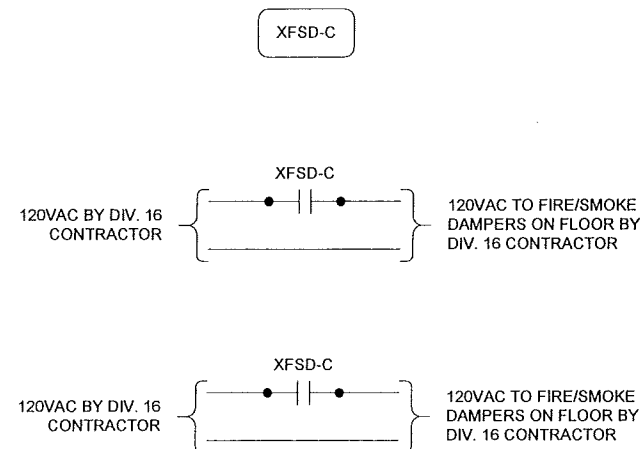 XFSD-C
XFSD-C
120VAC BY DIV. 16
CONTRACTOR
120VAC TO FIRE/SMOKE
DAMPERS ON FLOOR BY
DIV. 16 CONTRACTOR
XFSD-C
120VAC BY DIV. 16
CONTRACTOR
120VAC TO FIRE/SMOKE
DAMPERS ON FLOOR BY
DIV. 16 CONTRACTOR